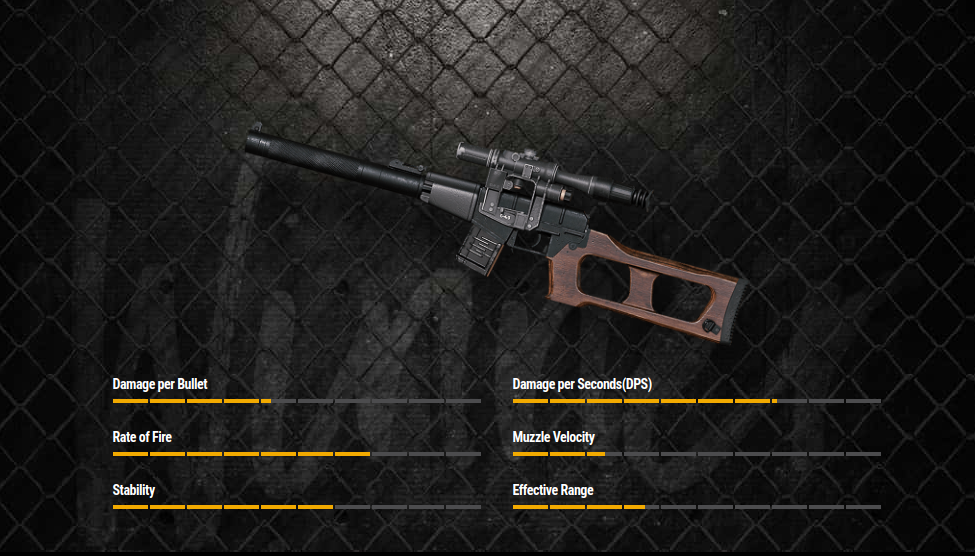 Damage per Bullet
Damage per Seconds(DPS)
Rate of Fire
Muzzle Velocity
Stability
Effective Range